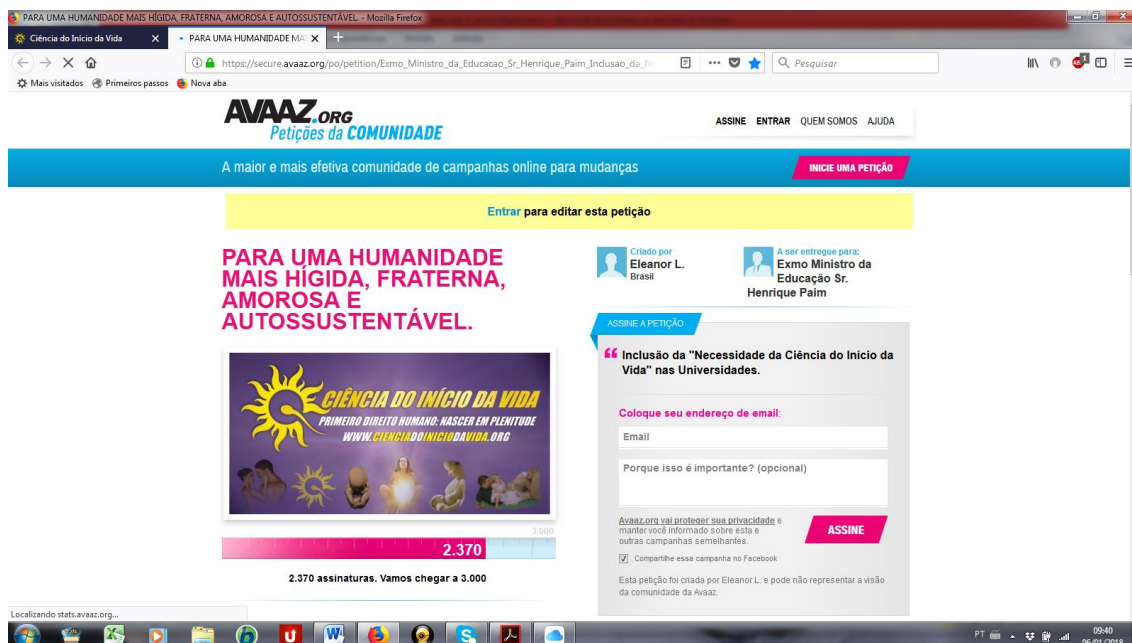 PARA UMA HUMANIDADE MAIS HÍGIDA, FRATERNA, AMOROSA E AUTOSSUSTENTÁVEL. - Mozilla Firefox
Ciência do Início da Vida
PARA UMA HUMANIDADE MA
https://secure.avaaz.org/po/petition/Exmo_Ministro_da_Educacao_Sr_Henrique_Paim_Inclusao_da_N
Pesquisar
Mais visitados Primeiros passos Nova aba
AVAAZ.ORG
Petições da COMUNIDADE
ASSINE ENTRAR QUEM SOMOS AJUDA
A maior e mais efetiva comunidade de campanhas online para mudanças
INICIE UMA PETIÇÃO
Entrar para editar esta petição
PARA UMA HUMANIDADE
MAIS HÍGIDA, FRATERNA,
AMOROSA E
AUTOSSUSTENTÁVEL.
CIÊNCIA DO INÍCIO DA VIDA
PRIMEIRO DIREITO HUMANO: NASCER EM PLENITUDE
WWW.CIENCIADOINICIODAVIDA.ORG
3.000
2.370
2.370 assinaturas. Vamos chegar a 3.000
Criado por
Eleanor L.
Brasil
A ser entregue para:
Exmo Ministro da
Educação Sr.
Henrique Paim
ASSINE A PETIÇÃO
Inclusão da "Necessidade da Ciência do Inicio da
Vida" nas Universidades.
Coloque seu endereço de email:
Email
Porque isso é importante? (opcional)
Avaaz.org vai proteger sua privacidade e
manter você informado sobre esta e
outras campanhas semelhantes.
ASSINE
Compartilhe essa campanha no Facebook
Esta petição foi criada por Eleanor L. e pode não representar a visão
da comunidade da Avaaz.
Localizando stats.avaaz.org...
PT
09:40
06/01/2018